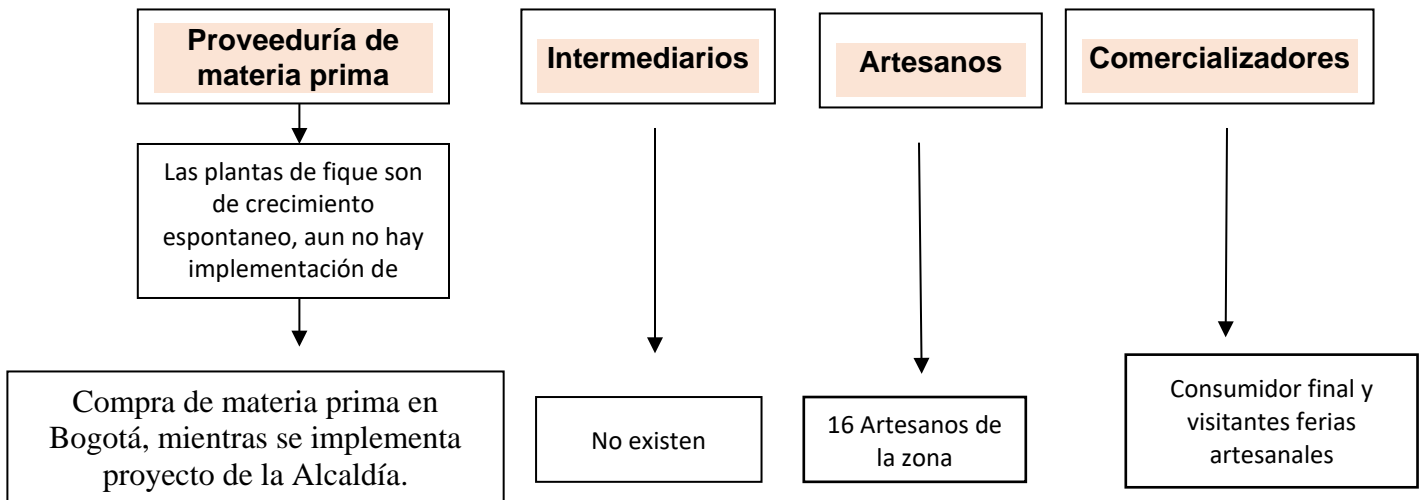 Proveeduría de
materia prima
Intermediarios
Artesanos
Comercializadores
Las plantas de fique son
de crecimiento
espontaneo, aun no hay
implementación de
Compra de materia prima en
Bogotá, mientras se implementa
proyecto de la Alcaldía.
No existen
16 Artesanos de
la zona
Consumidor final y
visitantes ferias
artesanales